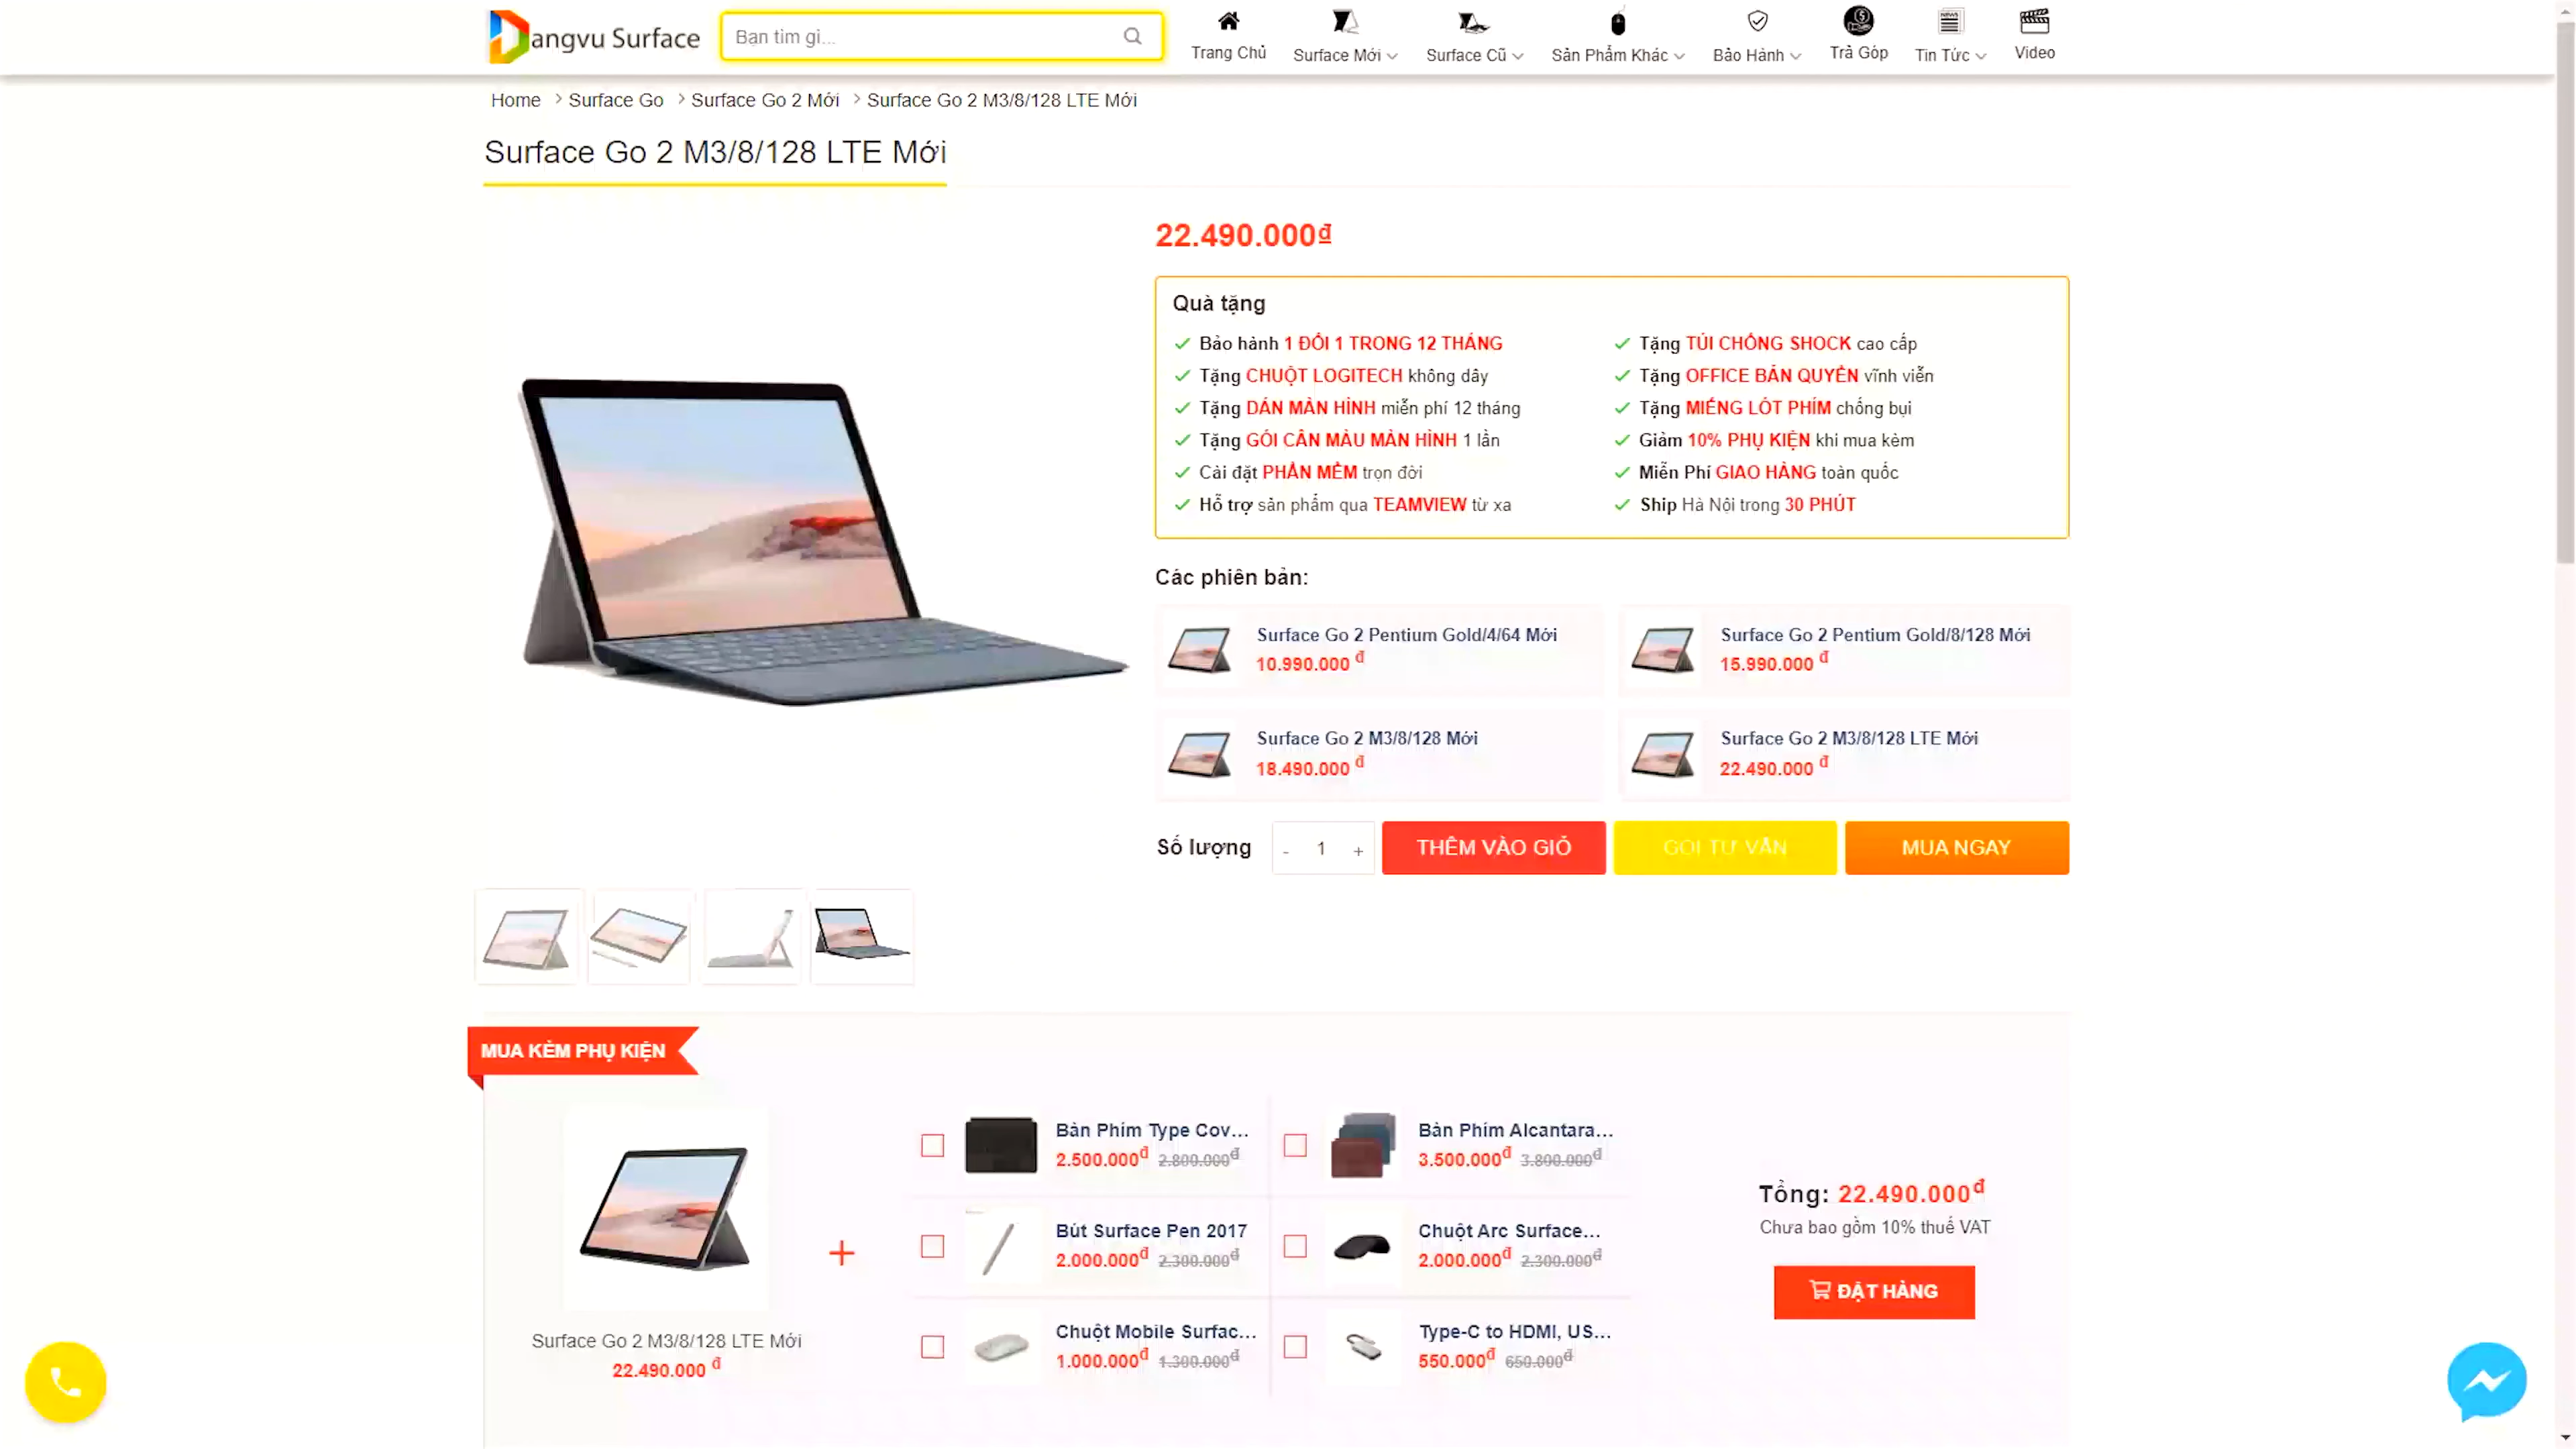 Dangvu Surface
Bạn tìm gì...
Trang Chủ
Surface Mới
Surface Cũ
Sản Phẩm Khác
Bảo Hành
Trả Góp
Tin Tức
Video
Home > Surface Go > Surface Go 2 Mới > Surface Go 2 M3/8/128 LTE Mới
Surface Go 2 M3/8/128 LTE Mới
22.490.000₫
Quà tặng
Bảo hành 1 ĐỔI 1 TRONG 12 THÁNG
Tặng CHUỘT LOGITECH không dây
Tặng DÁN MÀN HÌNH miễn phí 12 tháng
Tặng GÓI CÂN MÀU MÀN HÌNH 1 lần
Cài đặt PHẦN MỀM trọn đời
Hỗ trợ sản phẩm qua TEAMVIEW từ xa
Tặng TÚI CHỐNG SHOCK cao cấp
Tặng OFFICE BẢN QUYỀN vĩnh viễn
Tặng MIẾNG LÓT PHÍM chống bụi
Giảm 10% PHỤ KIỆN khi mua kèm
Miễn Phí GIAO HÀNG toàn quốc
Ship Hà Nội trong 30 PHÚT
Các phiên bản:
Surface Go 2 Pentium Gold/4/64 Mới
10.990.000 đ
Surface Go 2 Pentium Gold/8/128 Mới
15.990.000 đ
Surface Go 2 M3/8/128 Mới
18.490.000 đ
Surface Go 2 M3/8/128 LTE Mới
22.490.000 đ
Số lượng
- 1 +
THÊM VÀO GIỎ
GỌI TƯ VẤN
MUA NGAY
MUA KÈM PHỤ KIỆN
Surface Go 2 M3/8/128 LTE Mới
22.490.000 đ
+
Bàn Phím Type Cov...
2.500.000đ 2.800.000đ
Bàn Phím Alcantara...
3.500.000đ 3.800.000đ
Bút Surface Pen 2017
2.000.000đ 2.300.000đ
Chuột Arc Surface...
2.000.000đ 2.300.000đ
Chuột Mobile Surfac...
1.000.000đ 1.300.000đ
Type-C to HDMI, US...
550.000đ 650.000đ
Tổng: 22.490.000đ
Chưa bao gồm 10% thuế VAT
ĐẶT HÀNG